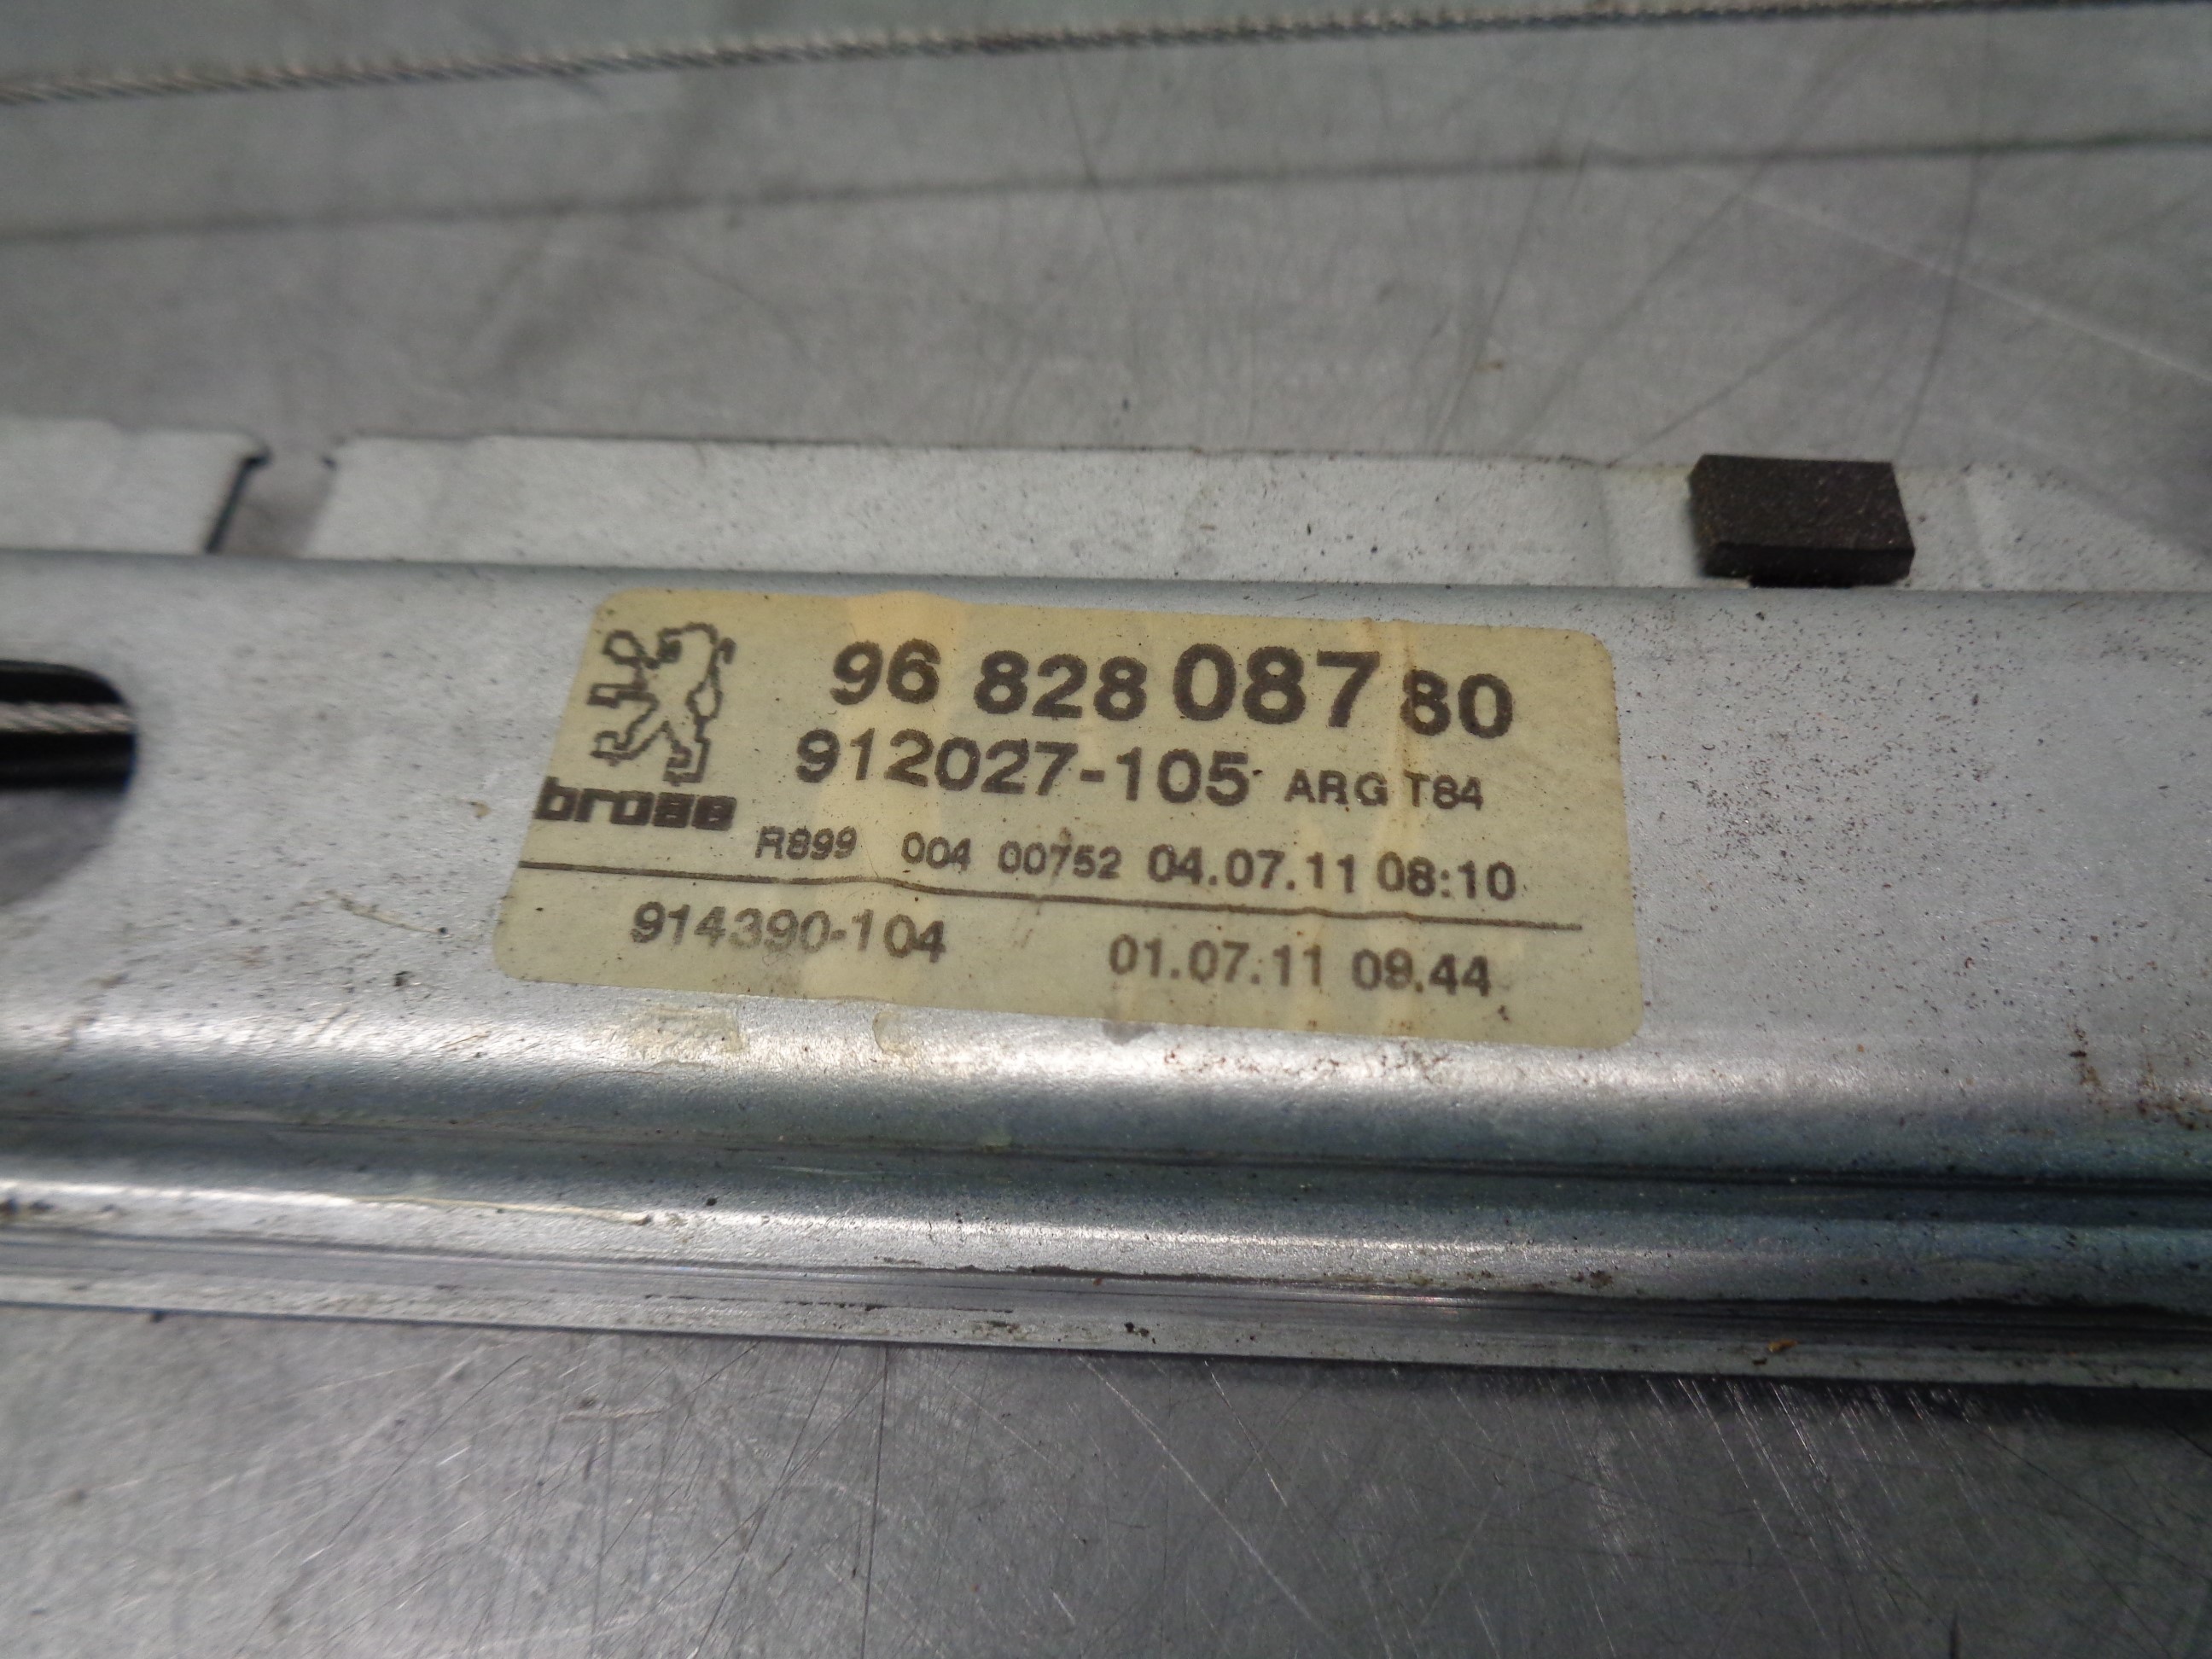 96 828 087 80
912027-105 ARG T84
brose
R899 004 00752 04.07.11 08:10
914390-104 01.07.11 09.44